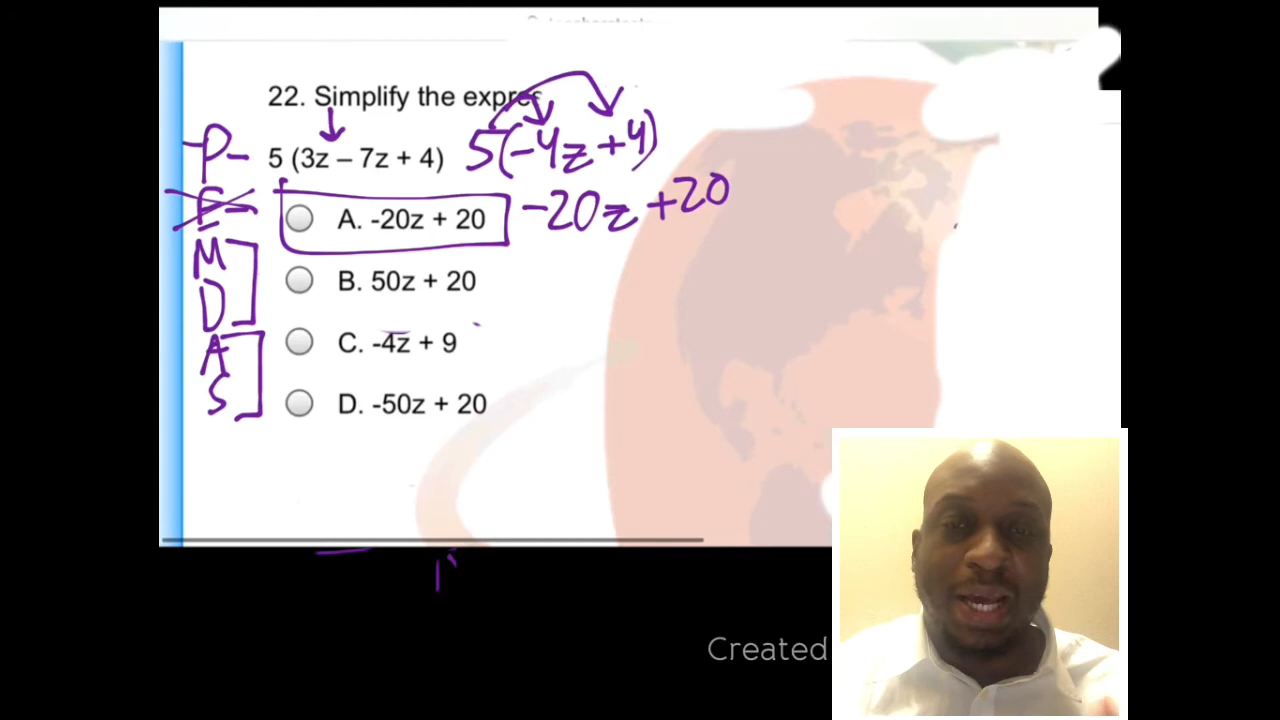 22. Simplify the expres
P- 5 (3z – 7z + 4) 5(-4z +4)
E- A. -20z + 20 -20z +20
M B. 50z + 20
D
A C. -4z + 9
S D. -50z + 20
Created